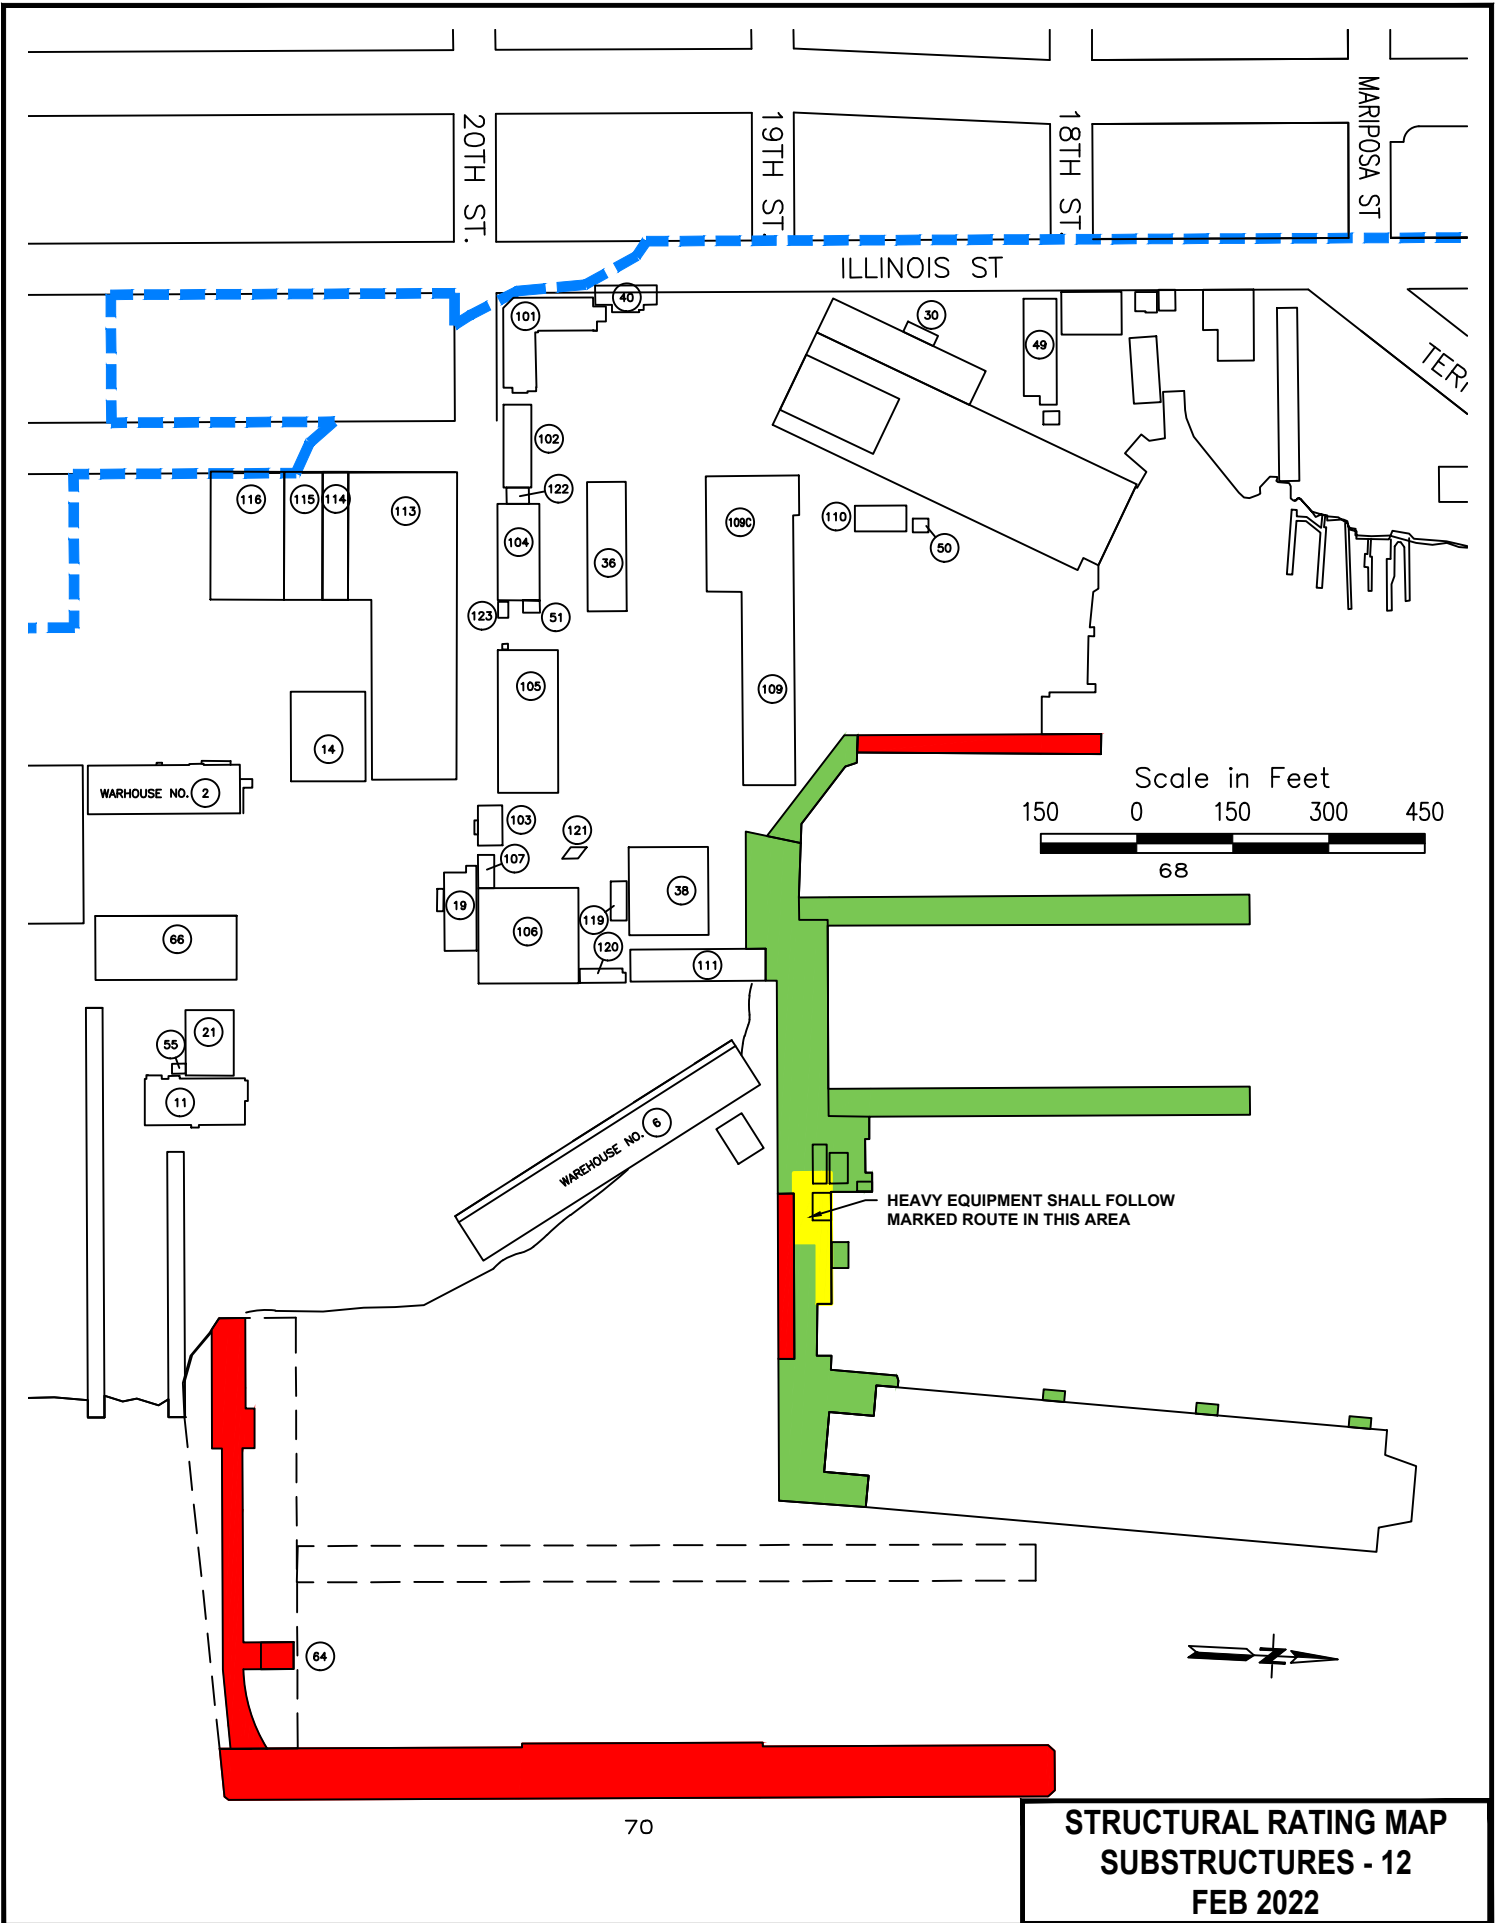 20TH ST.
19TH ST.
18TH ST.
MARIPOSA ST
ILLINOIS ST
40
101
30
49
102
122
116
115
114
113
104
36
109C
110
50
123
51
105
109
14
WARHOUSE NO. 2
Scale in Feet
150 0 150 300 450
68
103
121
107
19
106
119
38
120
111
66
21
55
11
WAREHOUSE NO. 6
HEAVY EQUIPMENT SHALL FOLLOW
MARKED ROUTE IN THIS AREA
64
70
STRUCTURAL RATING MAP
SUBSTRUCTURES - 12
FEB 2022